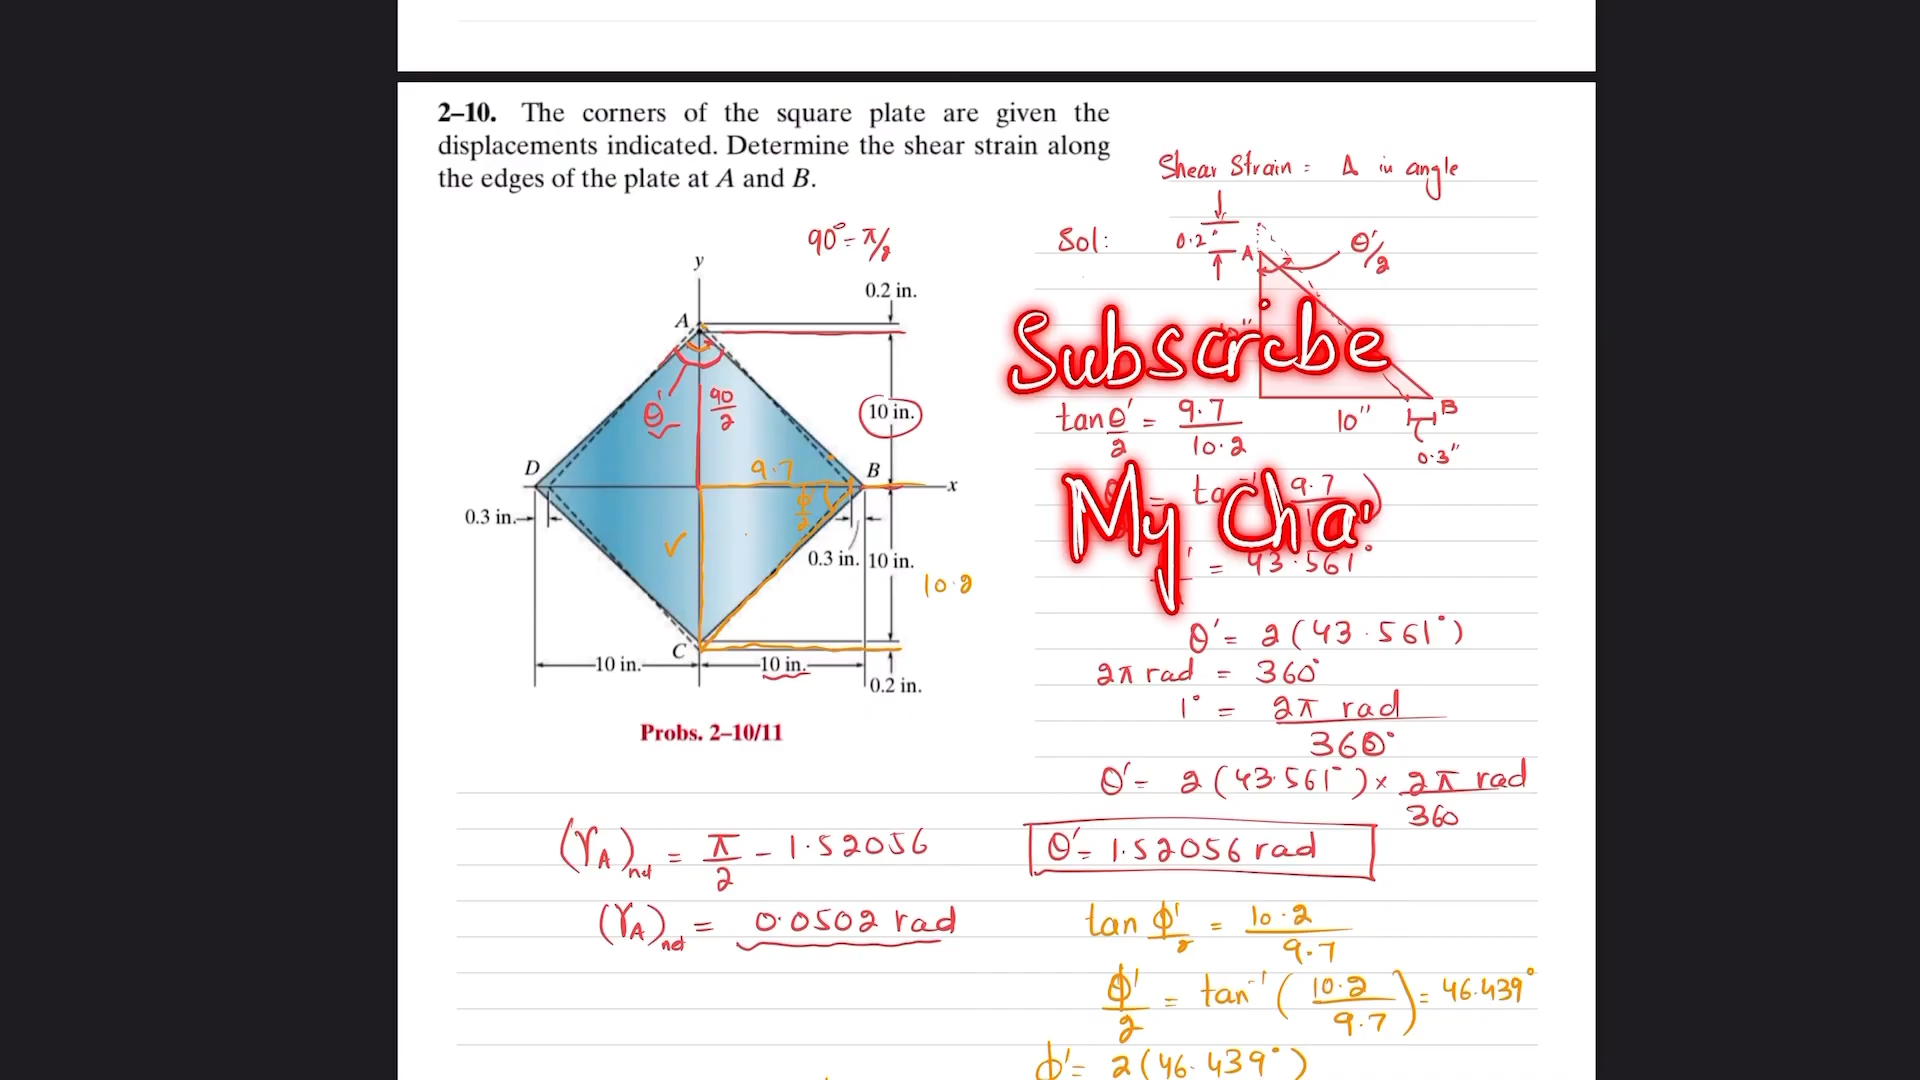 2–10. The corners of the square plate are given the
displacements indicated. Determine the shear strain along
the edges of the plate at A and B.
Shear Strain = Δ in angle
90° = π/2
Sol:
0.2"
A
θ'/2
y
0.2 in.
A
Subscribe
θ'
90
2
10 in.
tan θ'/2 = 9.7/10.2
10"
B
0.3"
D
9.7
B
x
My Cha
9.7
ϕ'/2
0.3 in.
0.3 in.
10 in.
10.2
= 43.561°
C
10 in.
10 in.
0.2 in.
θ' = 2(43.561°)
2π rad = 360°
1° = 2π rad/360°
Probs. 2–10/11
θ' = 2(43.561°) × 2π rad/360
(γA)net = π/2 - 1.52056
θ' = 1.52056 rad
(γA)net = 0.0502 rad
tan ϕ'/2 = 10.2/9.7
ϕ'/2 = tan⁻¹(10.2/9.7) = 46.439°
ϕ' = 2(46.439°)